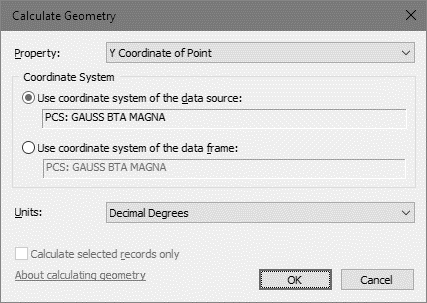 Calculate Geometry
Property: Y Coordinate of Point
Coordinate System
Use coordinate system of the data source:
PCS: GAUSS BTA MAGNA
Use coordinate system of the data frame:
PCS: GAUSS BTA MAGNA
Units: Decimal Degrees
Calculate selected records only
About calculating geometry
OK Cancel